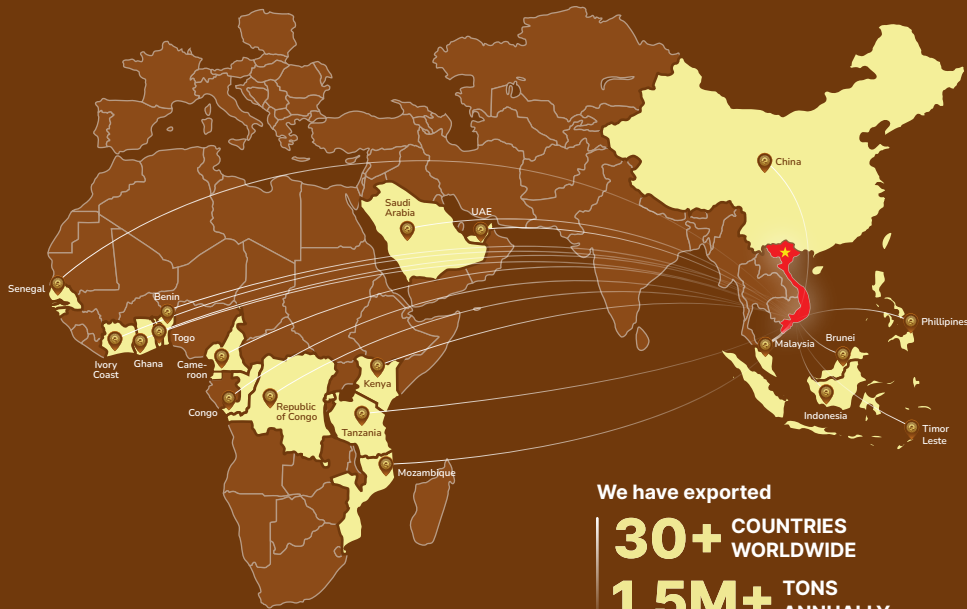 China
Saudi
Arabia
UAE
Senegal
Benin
Togo
Ivory
Coast
Ghana
Came-
roon
Congo
Republic
of Congo
Kenya
Tanzania
Mozambique
Malaysia
Brunei
Phillipines
Indonesia
Timor
Leste
We have exported
30+ COUNTRIES
WORLDWIDE
1.5M+ TONS
ANNUALLY